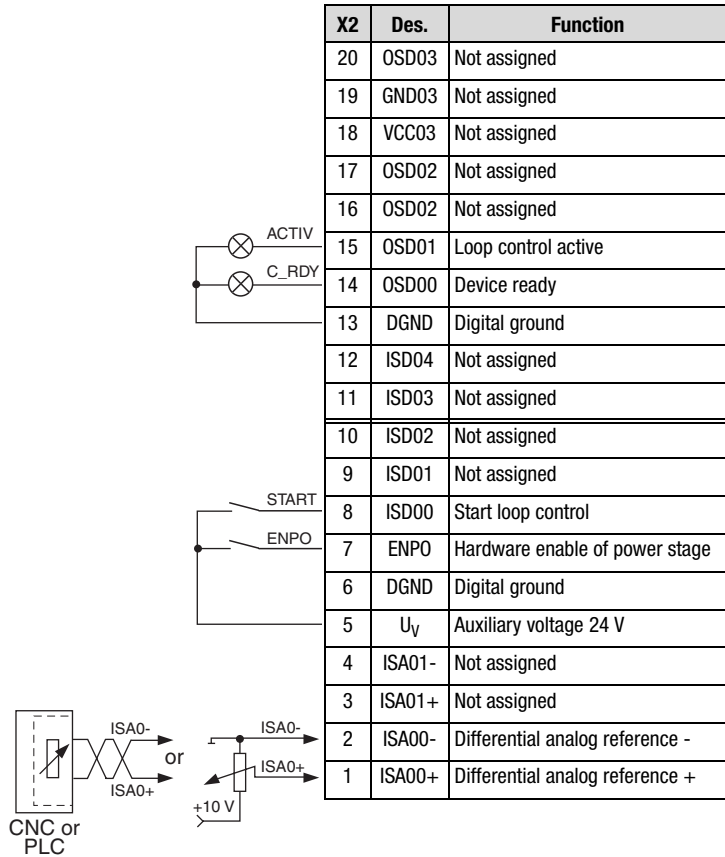 X2 Des. Function
20 OSD03 Not assigned
19 GND03 Not assigned
18 VCC03 Not assigned
17 OSD02 Not assigned
16 OSD02 Not assigned
ACTIV
15 OSD01 Loop control active
C_RDY
14 OSD00 Device ready
13 DGND Digital ground
12 ISD04 Not assigned
11 ISD03 Not assigned
10 ISD02 Not assigned
9 ISD01 Not assigned
START
8 ISD00 Start loop control
ENPO
7 ENPO Hardware enable of power stage
6 DGND Digital ground
5 UV Auxiliary voltage 24 V
4 ISA01- Not assigned
3 ISA01+ Not assigned
ISA0- or ISA0-
2 ISA00- Differential analog reference -
ISA0+ ISA0+
1 ISA00+ Differential analog reference +
+10 V
CNC or
PLC